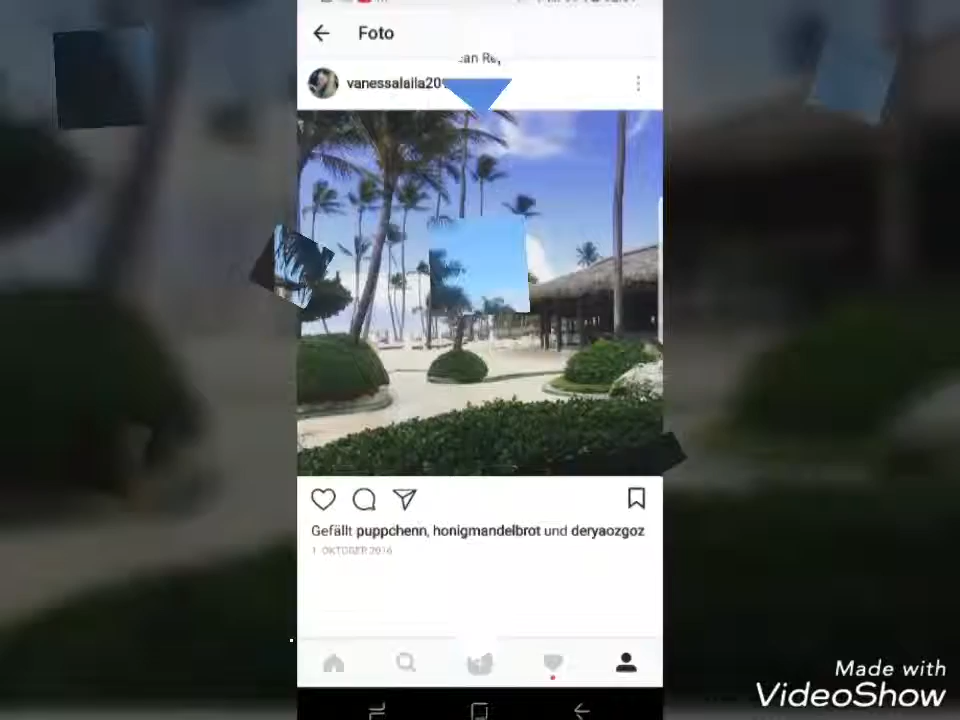 Foto
vanessalaila20
Gefällt puppchenn, honigmandelbrot und deryaozgoz
1. OKTOBER 2016
Made with
VideoShow